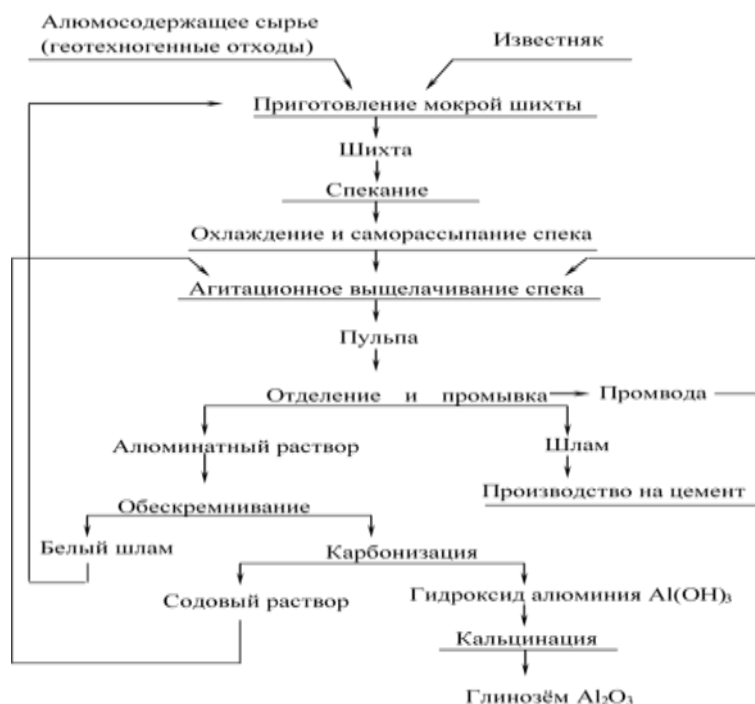 Алюмосодержащее сырье
(геотехногенные отходы)
Известняк
Приготовление мокрой шихты
Шихта
Спекание
Охлаждение и саморассыпание спека
Агитационное выщелачивание спека
Пульпа
Отделение и промывка
Промвода
Алюминатный раствор
Шлам
Производство на цемент
Обескремнивание
Белый шлам
Карбонизация
Содовый раствор
Гидроксид алюминия Al(OH)₃
Кальцинация
Глинозём Al₂O₃